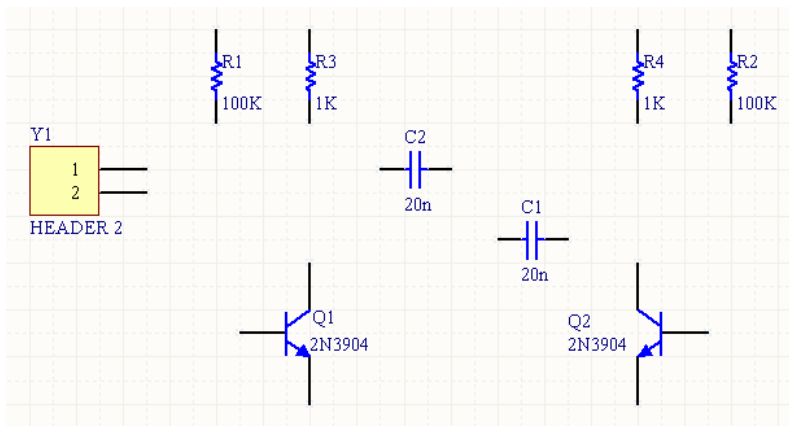 R1
100K
R3
1K
R4
1K
R2
100K
Y1
1
2
HEADER 2
C2
20n
C1
20n
Q1
2N3904
Q2
2N3904